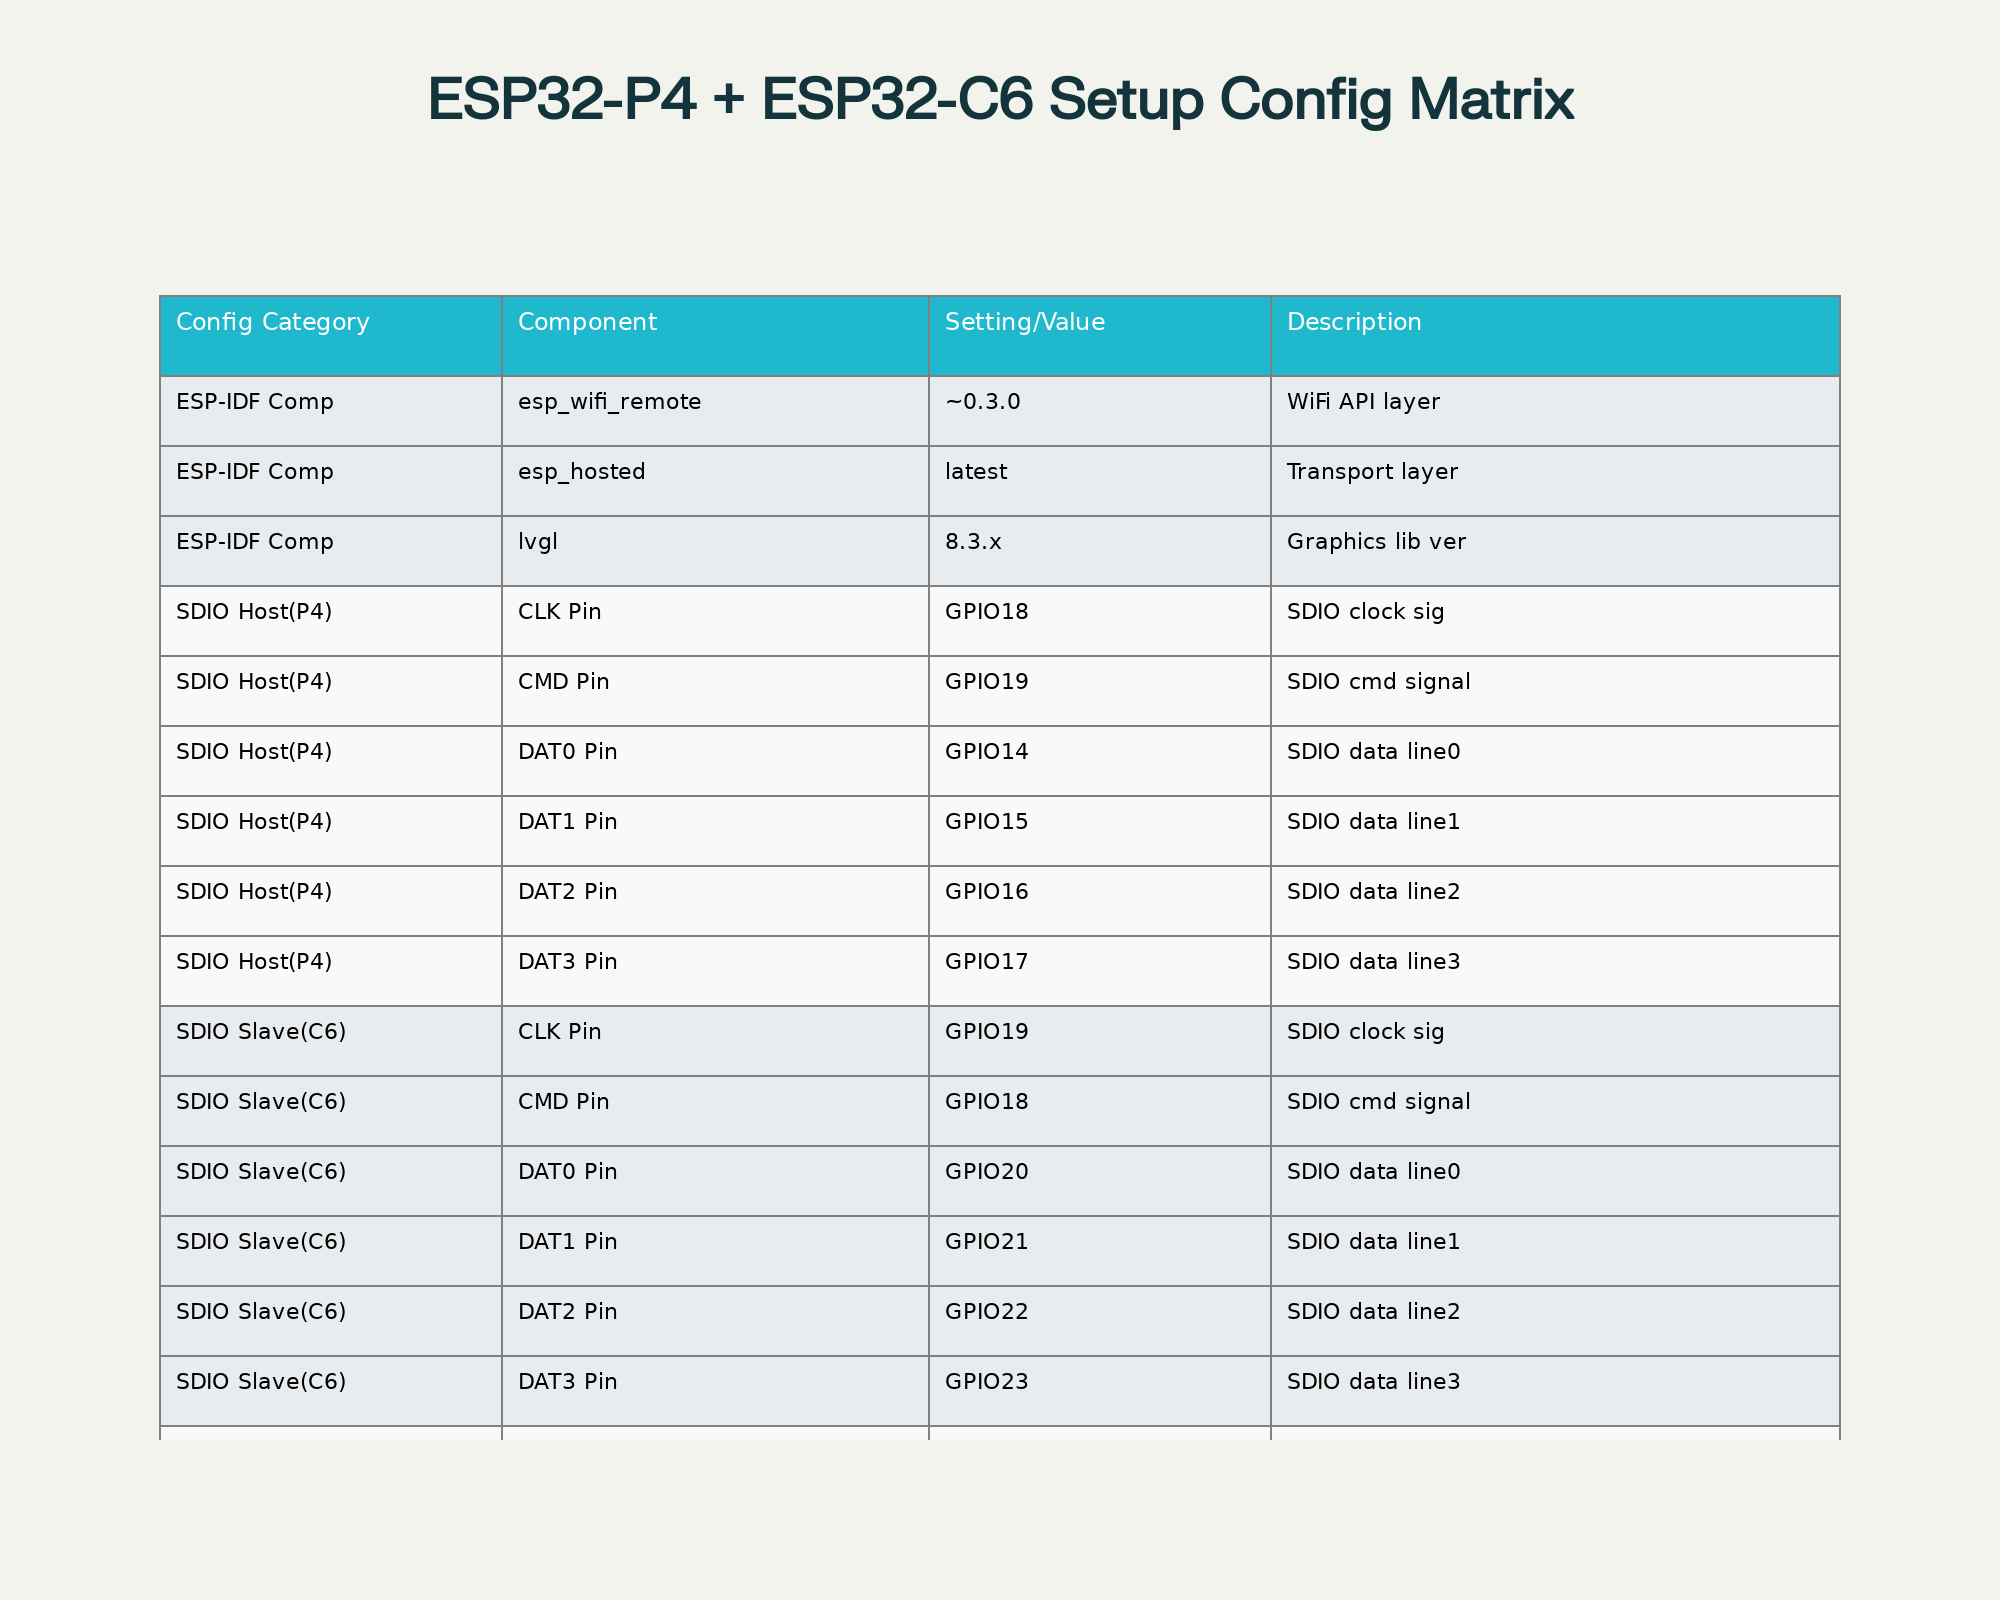 ESP32-P4 + ESP32-C6 Setup Config Matrix
Config Category Component Setting/Value Description
ESP-IDF Comp esp_wifi_remote ~0.3.0 WiFi API layer
ESP-IDF Comp esp_hosted latest Transport layer
ESP-IDF Comp lvgl 8.3.x Graphics lib ver
SDIO Host(P4) CLK Pin GPIO18 SDIO clock sig
SDIO Host(P4) CMD Pin GPIO19 SDIO cmd signal
SDIO Host(P4) DAT0 Pin GPIO14 SDIO data line0
SDIO Host(P4) DAT1 Pin GPIO15 SDIO data line1
SDIO Host(P4) DAT2 Pin GPIO16 SDIO data line2
SDIO Host(P4) DAT3 Pin GPIO17 SDIO data line3
SDIO Slave(C6) CLK Pin GPIO19 SDIO clock sig
SDIO Slave(C6) CMD Pin GPIO18 SDIO cmd signal
SDIO Slave(C6) DAT0 Pin GPIO20 SDIO data line0
SDIO Slave(C6) DAT1 Pin GPIO21 SDIO data line1
SDIO Slave(C6) DAT2 Pin GPIO22 SDIO data line2
SDIO Slave(C6) DAT3 Pin GPIO23 SDIO data line3